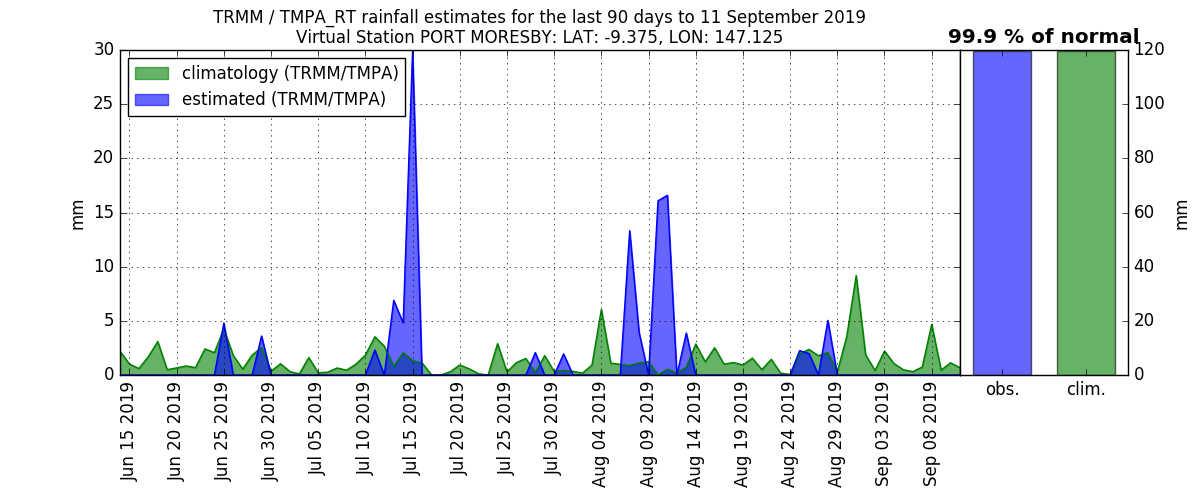 TRMM / TMPA_RT rainfall estimates for the last 90 days to 11 September 2019
Virtual Station PORT MORESBY: LAT: -9.375, LON: 147.125
99.9 % of normal
climatology (TRMM/TMPA)
estimated (TRMM/TMPA)
30
25
20
15
10
5
0
mm
Jun 15 2019
Jun 20 2019
Jun 25 2019
Jun 30 2019
Jul 05 2019
Jul 10 2019
Jul 15 2019
Jul 20 2019
Jul 25 2019
Jul 30 2019
Aug 04 2019
Aug 09 2019
Aug 14 2019
Aug 19 2019
Aug 24 2019
Aug 29 2019
Sep 03 2019
Sep 08 2019
obs.
clim.
120
100
80
60
40
20
0
mm